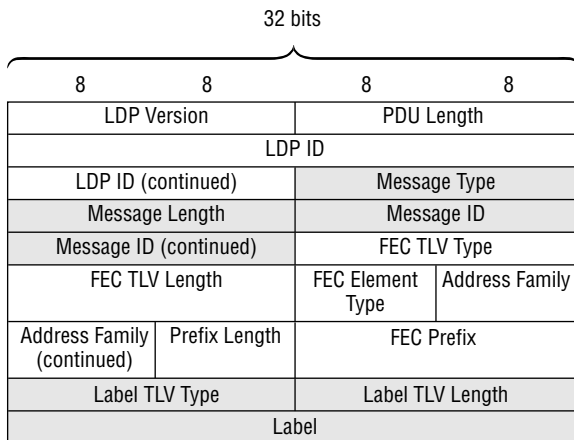 32 bits
8 8 8 8
LDP Version PDU Length
LDP ID
LDP ID (continued) Message Type
Message Length Message ID
Message ID (continued) FEC TLV Type
FEC TLV Length FEC Element Type Address Family
Address Family (continued) Prefix Length FEC Prefix
Label TLV Type Label TLV Length
Label